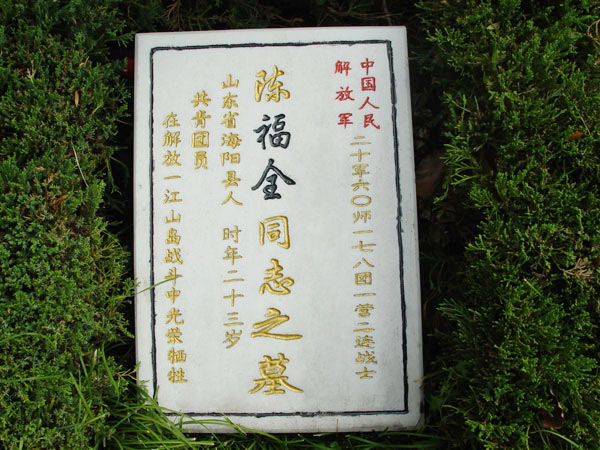 中国人民
解放军
二十军六〇师一七八团一营二连战士
陈福全同志之墓
山东省海阳县人 时年二十三岁
共青团员
在解放一江山岛战斗中光荣牺牲